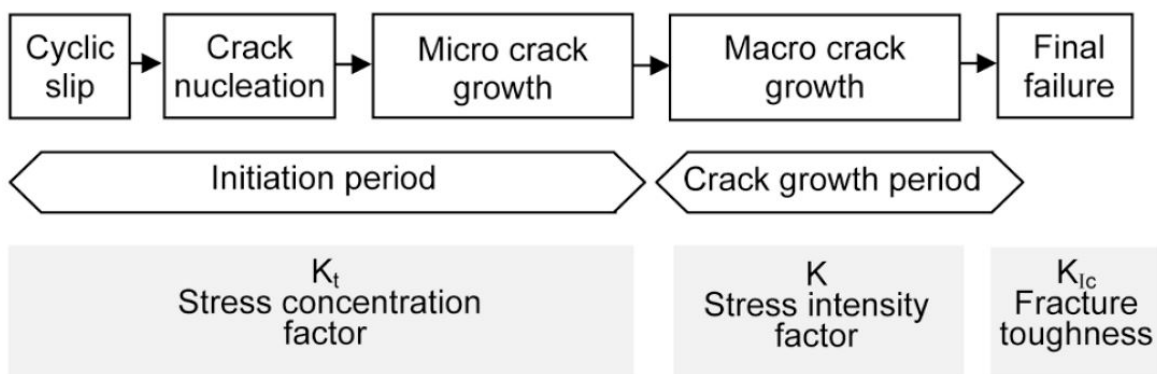 Cyclic
slip
Crack
nucleation
Micro crack
growth
Macro crack
growth
Final
failure
Initiation period
Crack growth period
Kt
Stress concentration
factor
K
Stress intensity
factor
KIc
Fracture
toughness